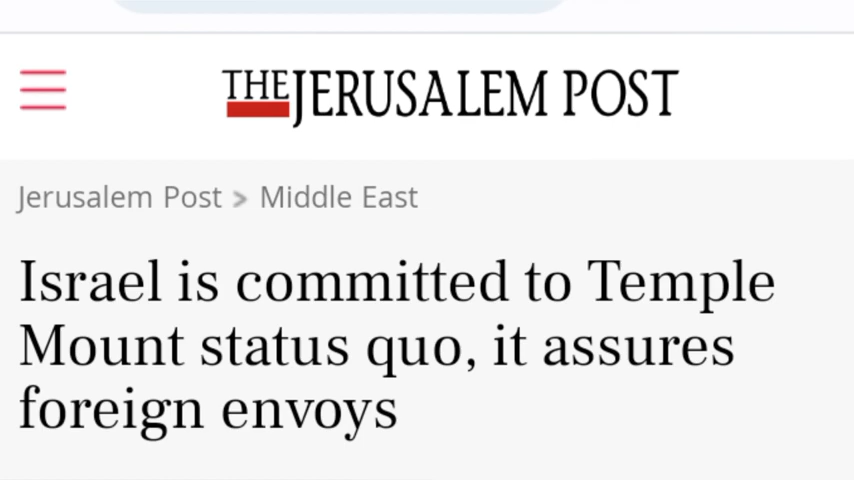 THE JERUSALEM POST
Jerusalem Post > Middle East
Israel is committed to Temple
Mount status quo, it assures
foreign envoys